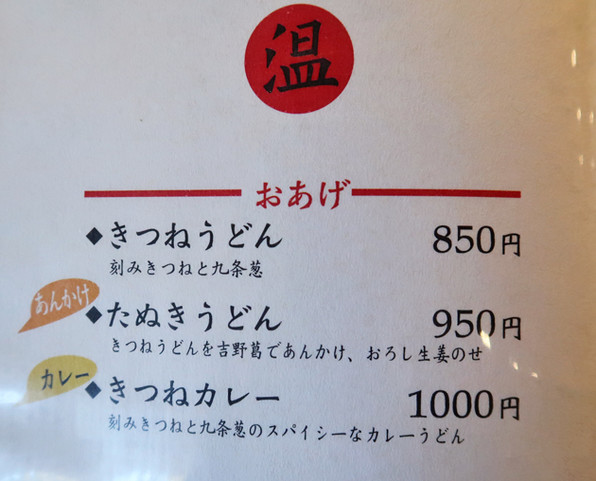 温
おあげ
◆きつねうどん 850円
刻みきつねと九条葱
あんかけ
◆たぬきうどん 950円
きつねうどんを吉野葛であんかけ、おろし生姜のせ
カレー
◆きつねカレー 1000円
刻みきつねと九条葱のスパイシーなカレーうどん